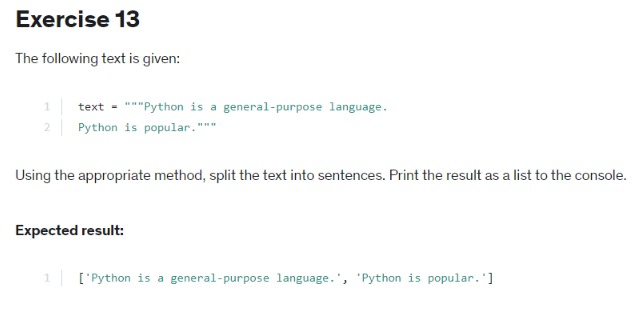 Exercise 13
The following text is given:
1 text = """Python is a general-purpose language.
2 Python is popular."""
Using the appropriate method, split the text into sentences. Print the result as a list to the console.
Expected result:
1 ['Python is a general-purpose language.', 'Python is popular.']